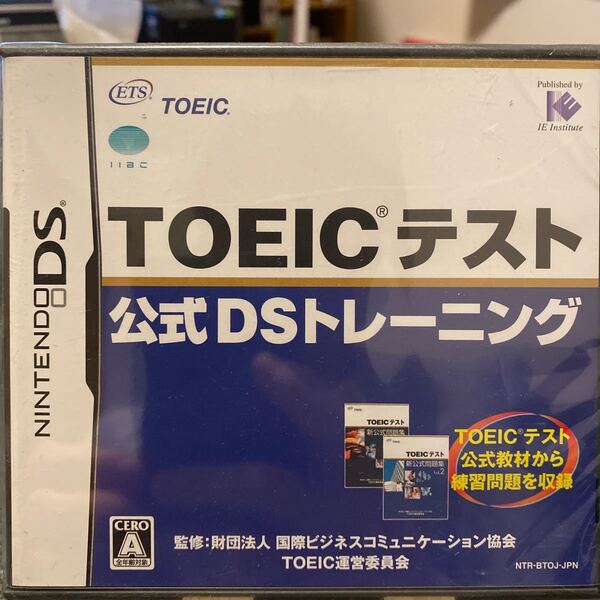 ETS
TOEIC®
IIBC
Published by
IE Institute
NINTENDO DS®
TOEIC®テスト
公式DSトレーニング
TOEICテスト
新公式問題集
TOEICテスト
新公式問題集
Vol.2
TOEIC®テスト
公式教材から
練習問題を収録
CERO
A
全年齢対象
監修:財団法人 国際ビジネスコミュニケーション協会
TOEIC運営委員会
NTR-BTOJ-JPN